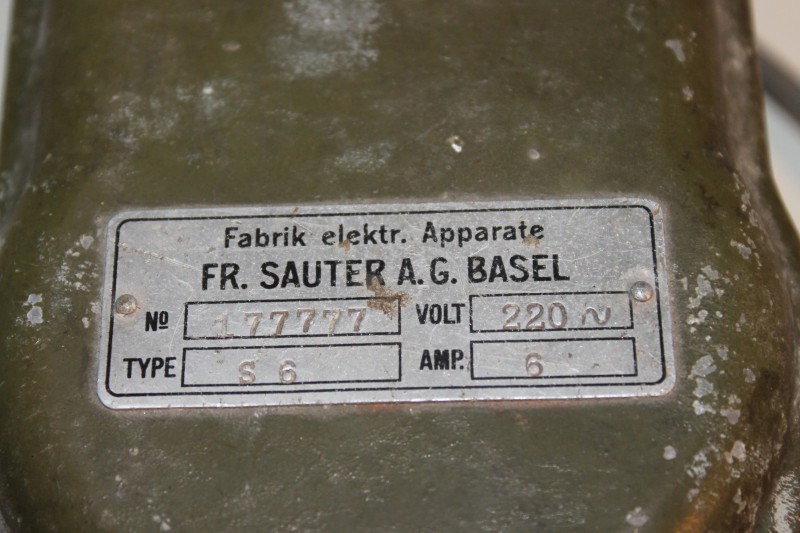 Fabrik elektr. Apparate
FR. SAUTER A.G. BASEL
No 177777 VOLT 220 ~
TYPE S 6 AMP. 6